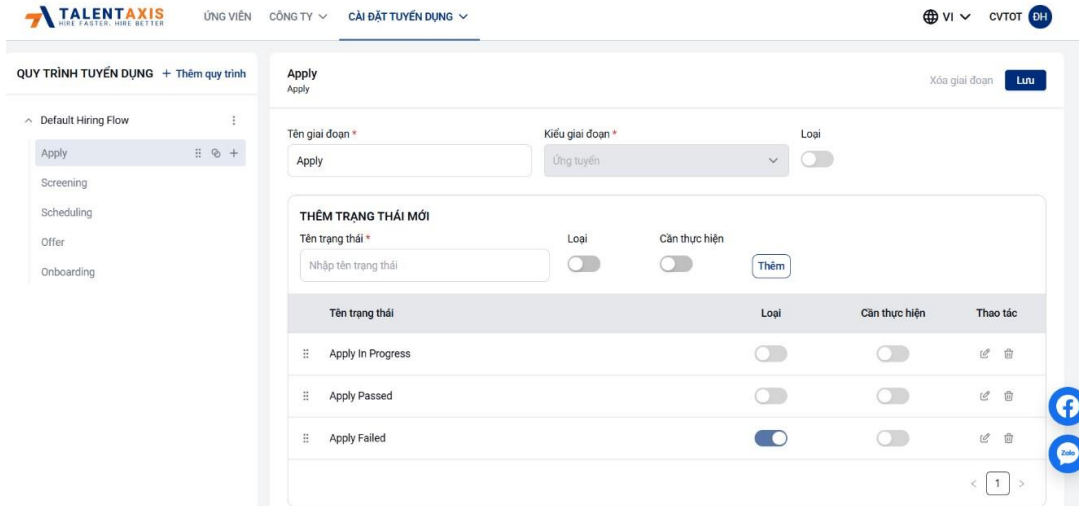 TALENTAXIS
HIRE FASTER. HIRE BETTER
ỨNG VIÊN CÔNG TY CÀI ĐẶT TUYỂN DỤNG
VI CVTOT ĐH
QUY TRÌNH TUYỂN DỤNG + Thêm quy trình
Default Hiring Flow
Apply
Screening
Scheduling
Offer
Onboarding
Apply
Apply
Xóa giai đoạn Lưu
Tên giai đoạn * Kiểu giai đoạn * Loại
Apply Ứng tuyển
THÊM TRẠNG THÁI MỚI
Tên trạng thái * Loại Cần thực hiện
Nhập tên trạng thái Thêm
Tên trạng thái Loại Cần thực hiện Thao tác
Apply In Progress
Apply Passed
Apply Failed
Zalo
< 1 >